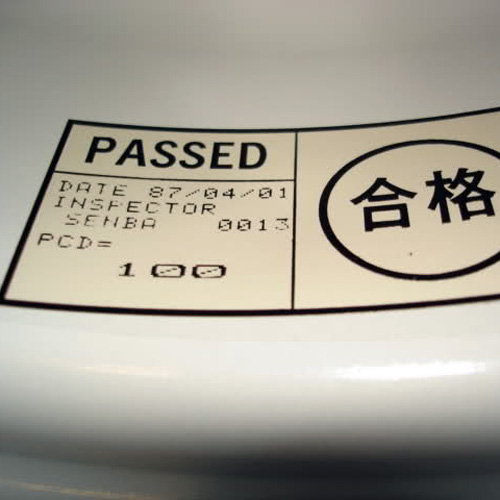 PASSED
DATE 87/04/01
INSPECTOR
SENBA 0013
PCD=
100
合格